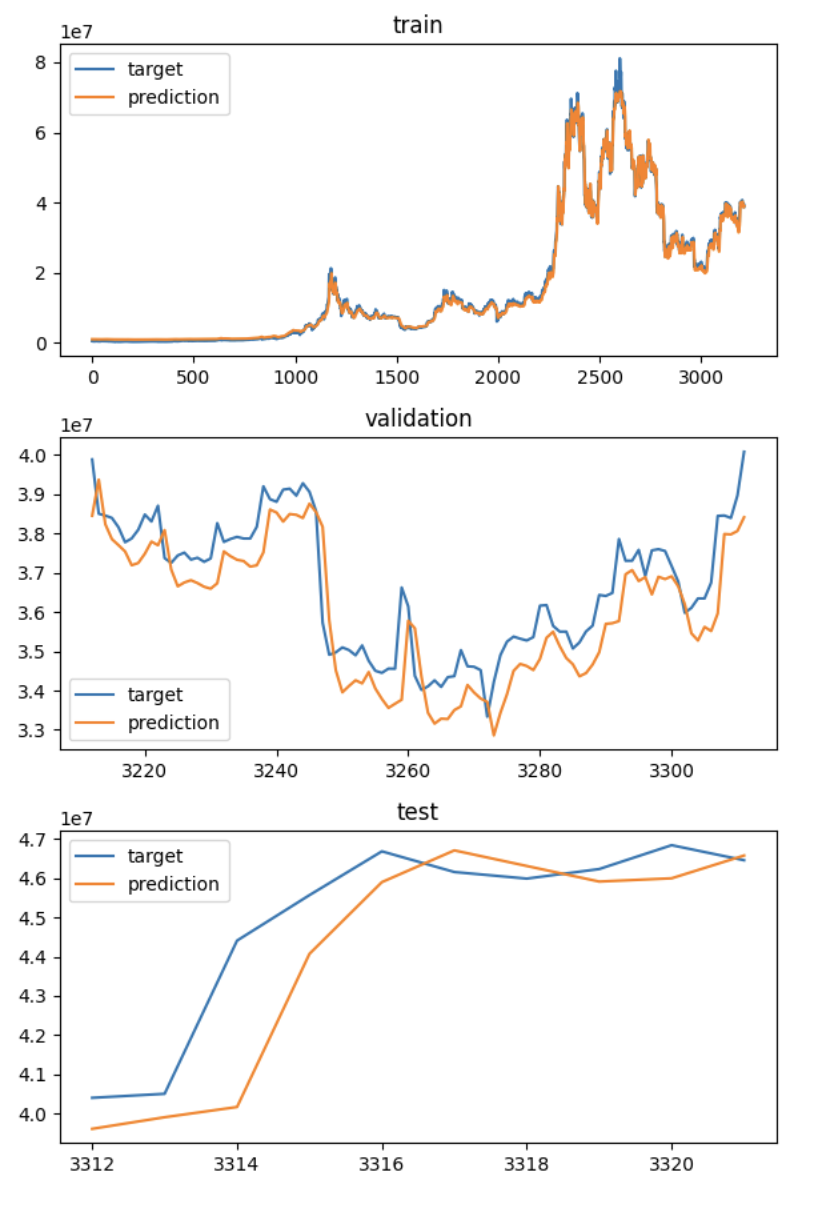 train
1e7
target
prediction
8
6
4
2
0
0 500 1000 1500 2000 2500 3000
validation
1e7
4.0
3.9
3.8
3.7
3.6
3.5
3.4
3.3
target
prediction
3220 3240 3260 3280 3300
test
1e7
4.7
4.6
4.5
4.4
4.3
4.2
4.1
4.0
target
prediction
3312 3314 3316 3318 3320